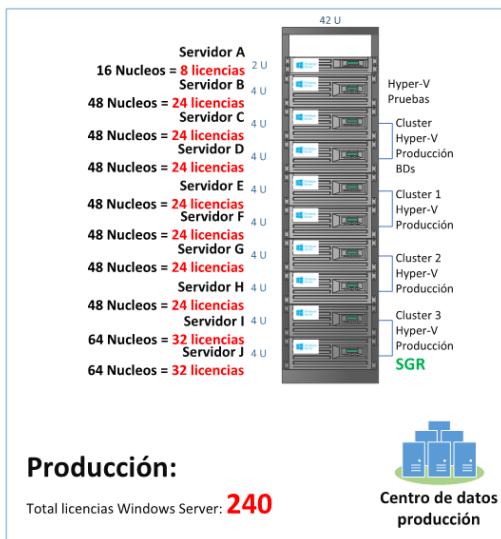 42 U
Servidor A
2 U
16 Nucleos = 8 licencias
Servidor B
4 U
48 Nucleos = 24 licencias
Servidor C
4 U
48 Nucleos = 24 licencias
Servidor D
4 U
48 Nucleos = 24 licencias
Servidor E
4 U
48 Nucleos = 24 licencias
Servidor F
4 U
48 Nucleos = 24 licencias
Servidor G
4 U
48 Nucleos = 24 licencias
Servidor H
4 U
48 Nucleos = 24 licencias
Servidor I
4 U
64 Nucleos = 32 licencias
Servidor J
4 U
64 Nucleos = 32 licencias
Hyper-V
Pruebas
Cluster
Hyper-V
Producción
BDs
Cluster 1
Hyper-V
Producción
Cluster 2
Hyper-V
Producción
Cluster 3
Hyper-V
Producción
SGR
Producción:
Total licencias Windows Server: 240
Centro de datos
producción